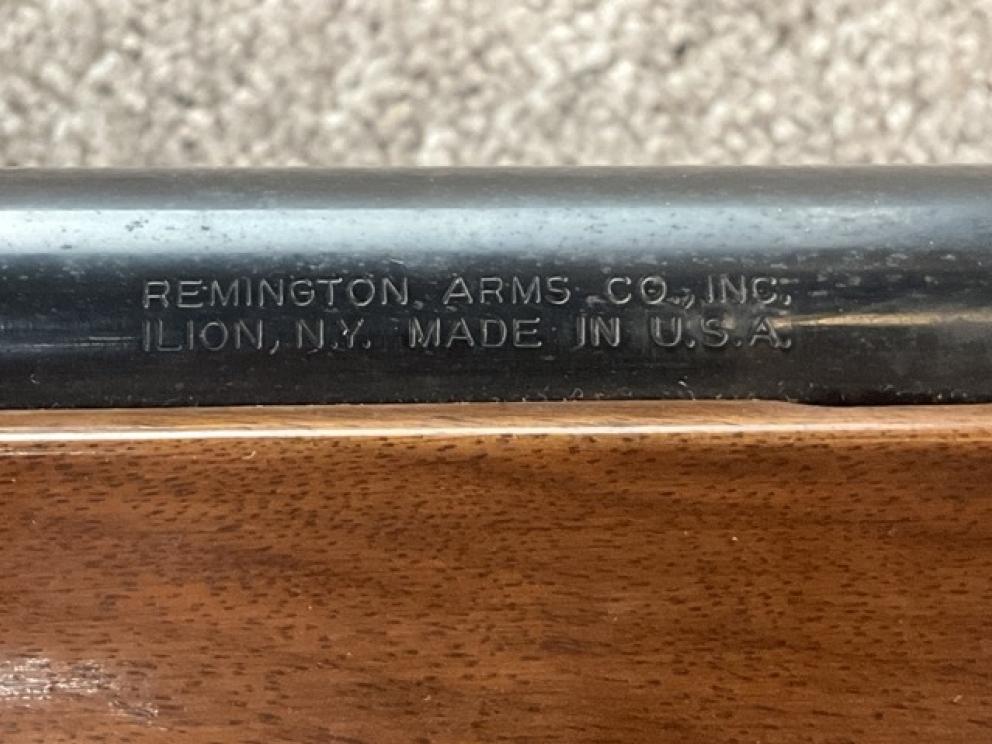 REMINGTON ARMS CO., INC.
ILION, N.Y. MADE IN U.S.A.